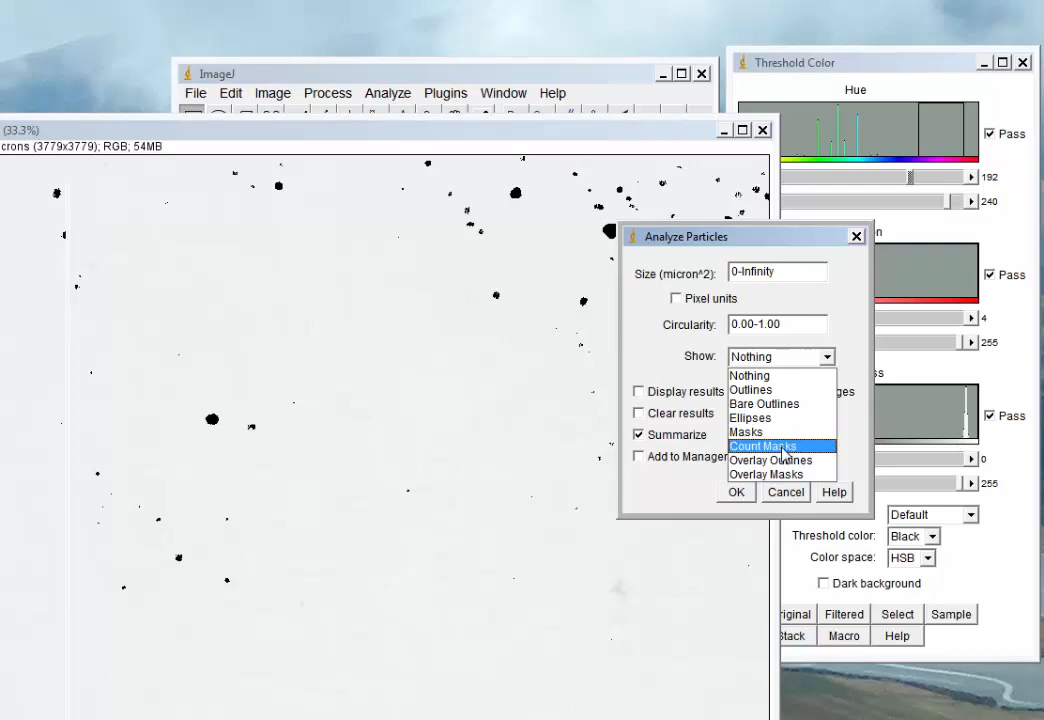 ImageJ
File Edit Image Process Analyze Plugins Window Help
(33.3%)
crons (3779x3779); RGB; 54MB
Threshold Color
Hue
Pass
192
240
n
Pass
4
255
ss
Pass
0
255
Default
Threshold color: Black
Color space: HSB
Dark background
riginal Filtered Select Sample
Stack Macro Help
Analyze Particles
Size (micron^2): 0-Infinity
Pixel units
Circularity: 0.00-1.00
Show: Nothing
Nothing
Outlines
Bare Outlines
Ellipses
Masks
Count Masks
Overlay Outlines
Overlay Masks
Display results
ges
Clear results
Summarize
Add to Manager
OK Cancel Help